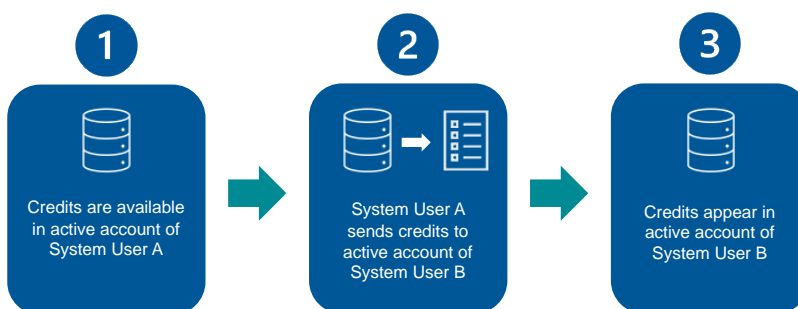 1
Credits are available
in active account of
System User A
2
System User A
sends credits to
active account of
System User B
3
Credits appear in
active account of
System User B